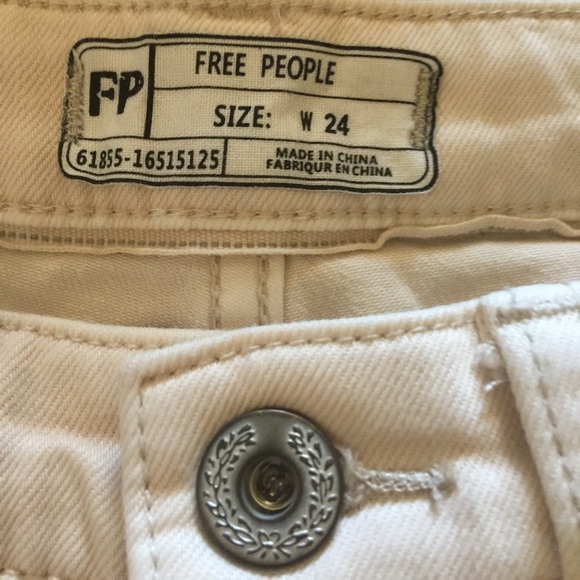 FP
FREE PEOPLE
SIZE: W 24
61855-16515125
MADE IN CHINA
FABRIQUR EN CHINA